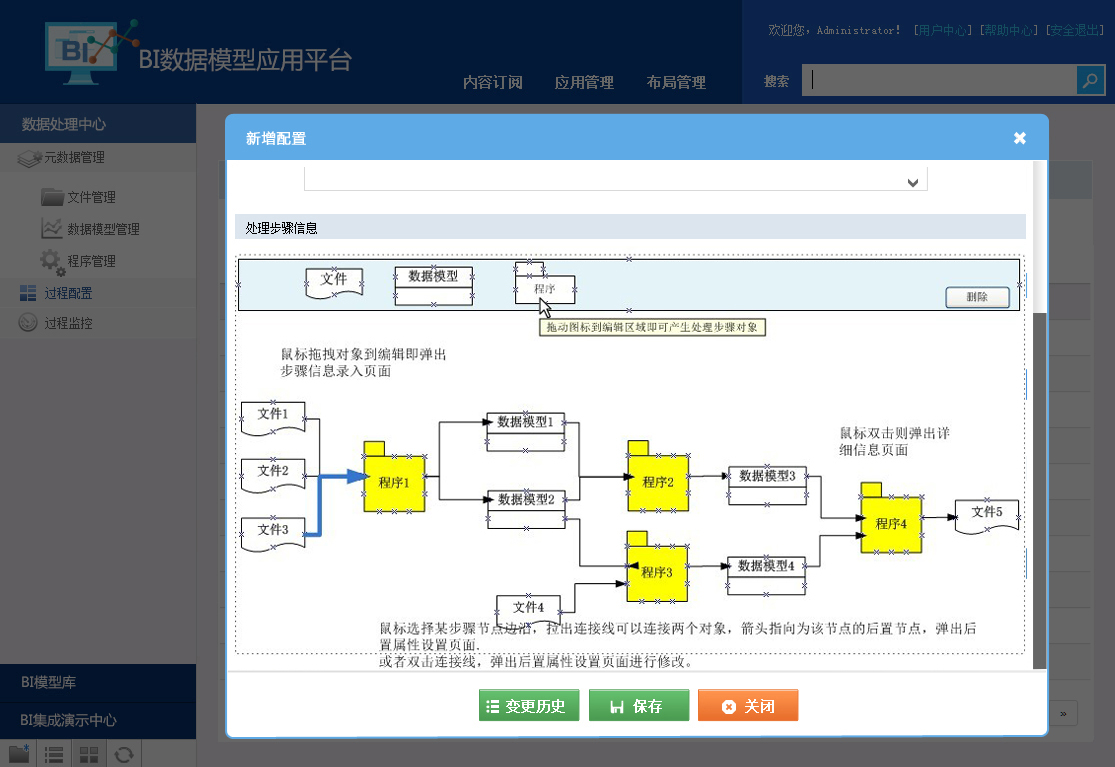 欢迎您，Administrator！ [用户中心] [帮助中心] [安全退出]
BI
BI数据模型应用平台
内容订阅 应用管理 布局管理 搜索
数据处理中心
元数据管理
文件管理
数据模型管理
程序管理
过程配置
过程监控
BI模型库
BI集成演示中心
新增配置
处理步骤信息
文件 数据模型 程序
删除
拖动图标到编辑区域即可产生处理步骤对象
鼠标拖拽对象到编辑即弹出
步骤信息录入页面
文件1
文件2
文件3
程序1
数据模型1
数据模型2
程序2
程序3
文件4
数据模型3
数据模型4
鼠标双击则弹出详
细信息页面
程序4
文件5
鼠标选择某步骤节点边沿，拉出连接线可以连接两个对象，箭头指向为该节点的后置节点，弹出后
置属性设置页面.
或者双击连接线，弹出后置属性设置页面进行修改。
变更历史 保存 关闭
»